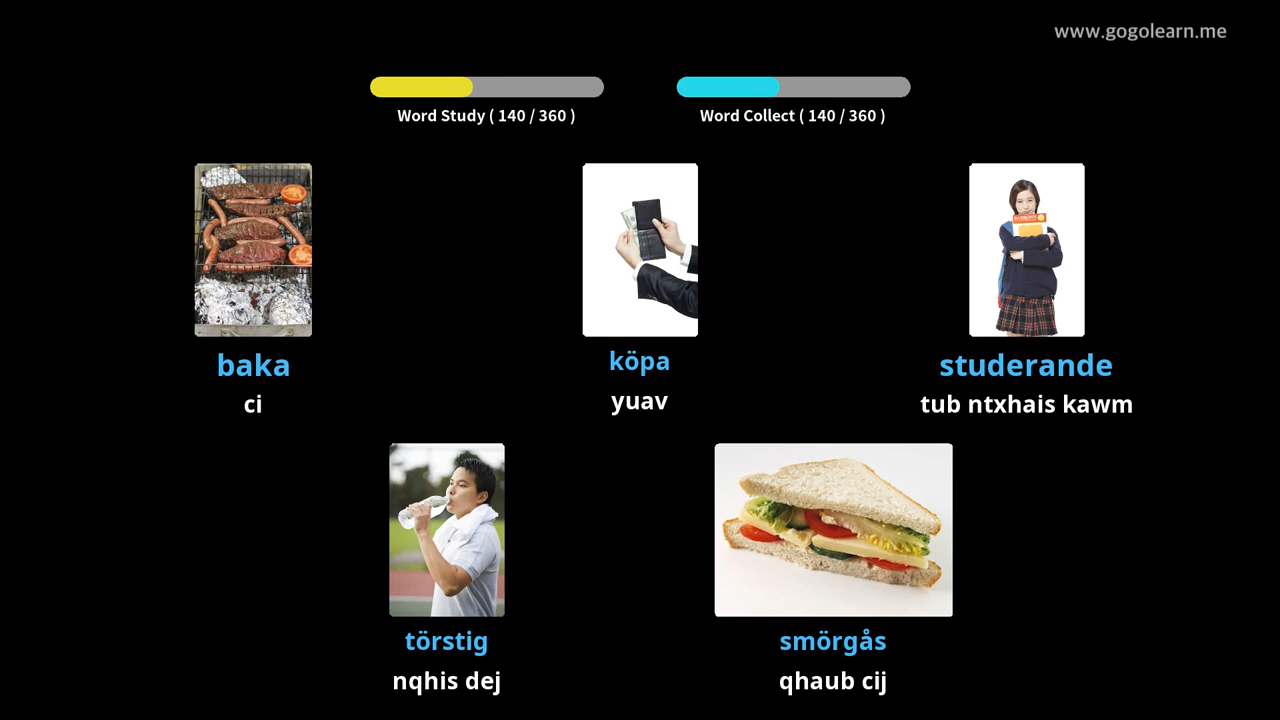 www.gogolearn.me
Word Study ( 140 / 360 )
Word Collect ( 140 / 360 )
baka
ci
köpa
yuav
studerande
tub ntxhais kawm
törstig
nqhis dej
smörgås
qhaub cij